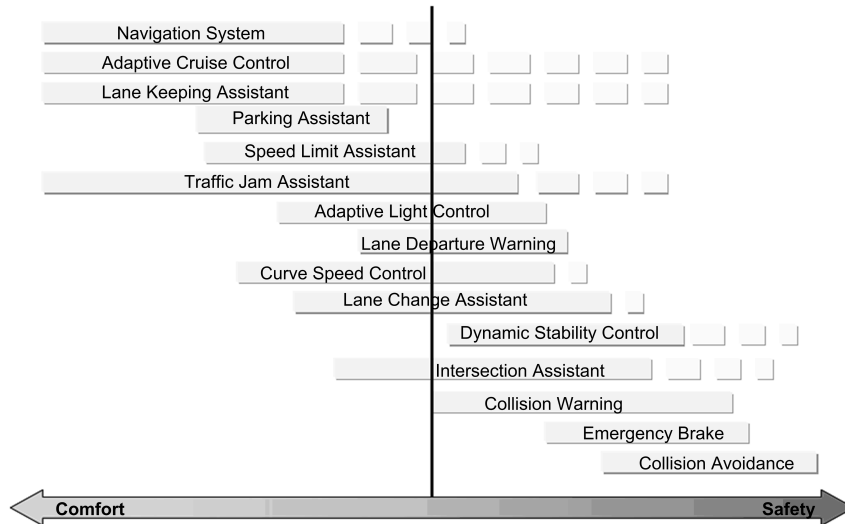 Navigation System
Adaptive Cruise Control
Lane Keeping Assistant
Parking Assistant
Speed Limit Assistant
Traffic Jam Assistant
Adaptive Light Control
Lane Departure Warning
Curve Speed Control
Lane Change Assistant
Dynamic Stability Control
Intersection Assistant
Collision Warning
Emergency Brake
Collision Avoidance
Comfort Safety